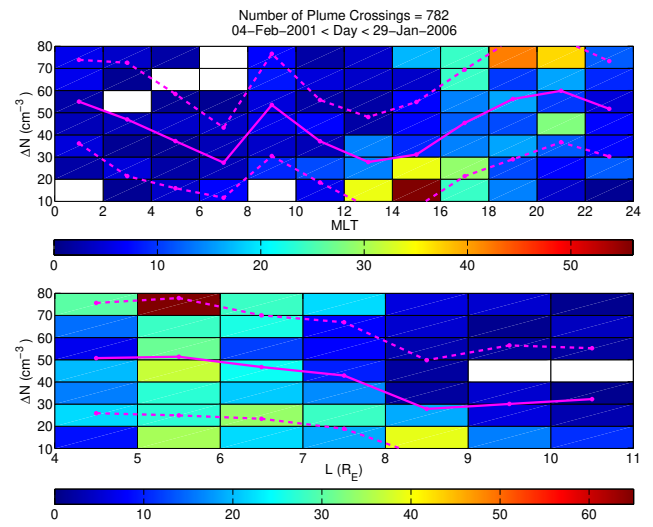 Number of Plume Crossings = 782
04−Feb−2001 < Day < 29−Jan−2006
80
70
60
50
40
30
20
10
ΔN (cm⁻³)
0 2 4 6 8 10 12 14 16 18 20 22 24
MLT
0 10 20 30 40 50
80
70
60
50
40
30
20
10
ΔN (cm⁻³)
4 5 6 7 8 9 10 11
L (R_E)
0 10 20 30 40 50 60